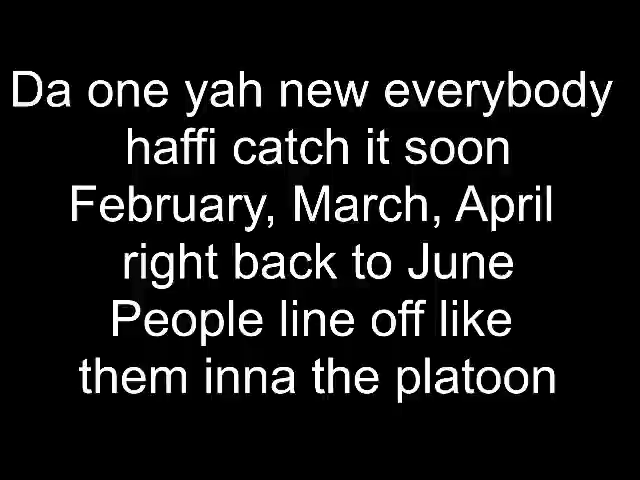 Da one yah new everybody
haffi catch it soon
February, March, April
right back to June
People line off like
them inna the platoon